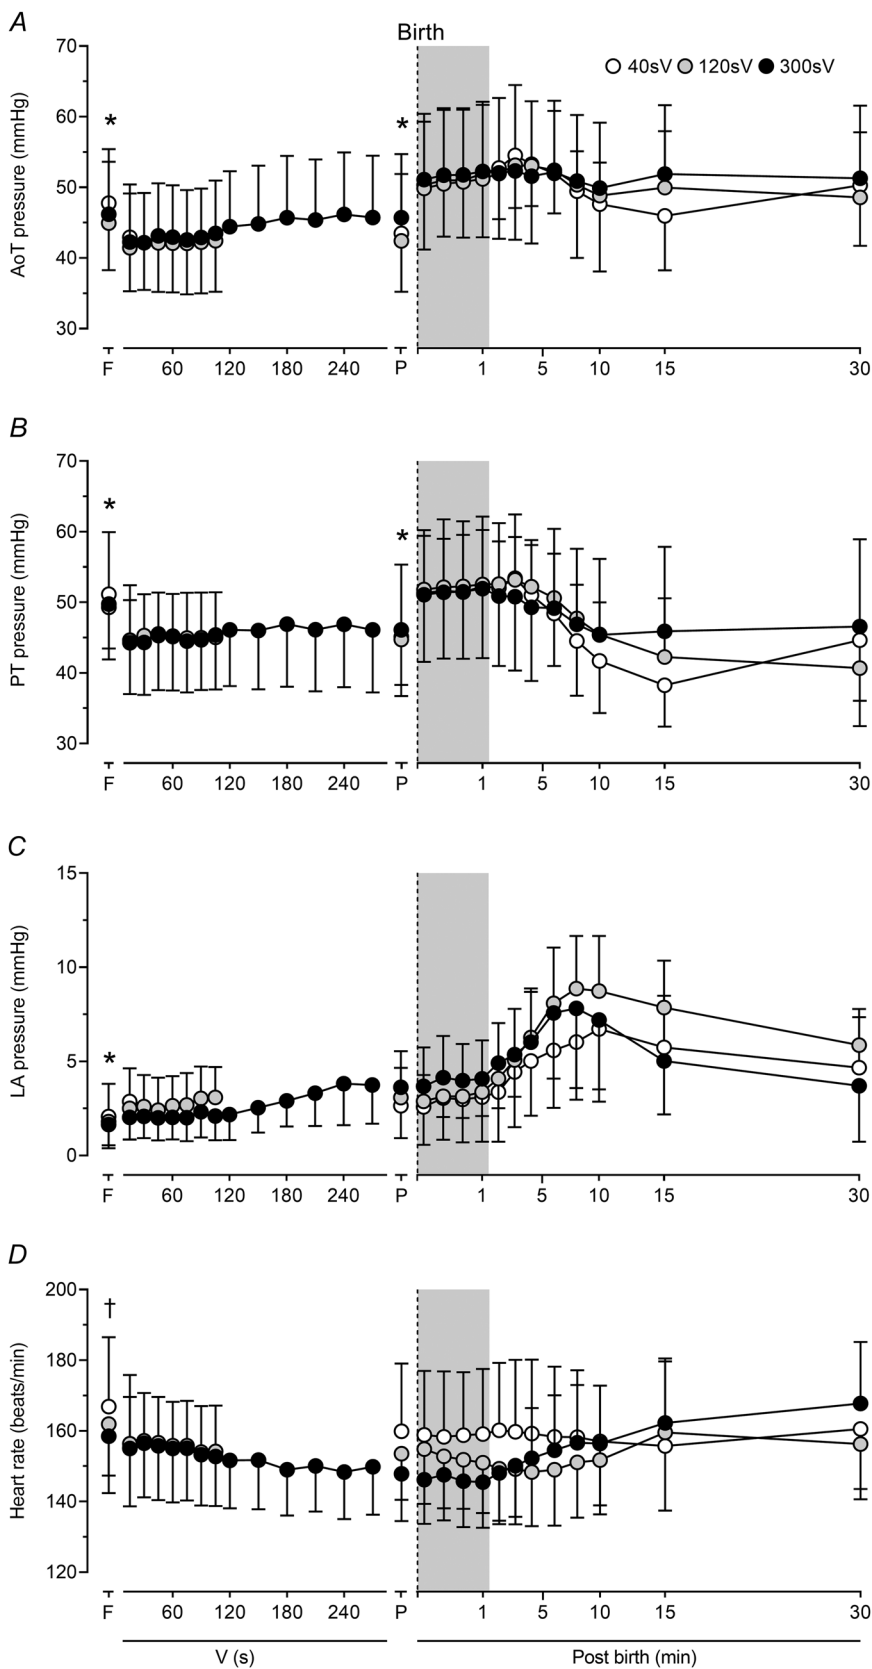 A
Birth
70
60
50
40
30
AoT pressure (mmHg)
40sV 120sV 300sV
*
*
F 60 120 180 240 P 1 5 10 15 30
B
70
60
50
40
30
PT pressure (mmHg)
*
*
F 60 120 180 240 P 1 5 10 15 30
C
15
10
5
0
LA pressure (mmHg)
*
F 60 120 180 240 P 1 5 10 15 30
D
200
180
160
140
120
Heart rate (beats/min)
†
F 60 120 180 240 P 1 5 10 15 30
V (s) Post birth (min)